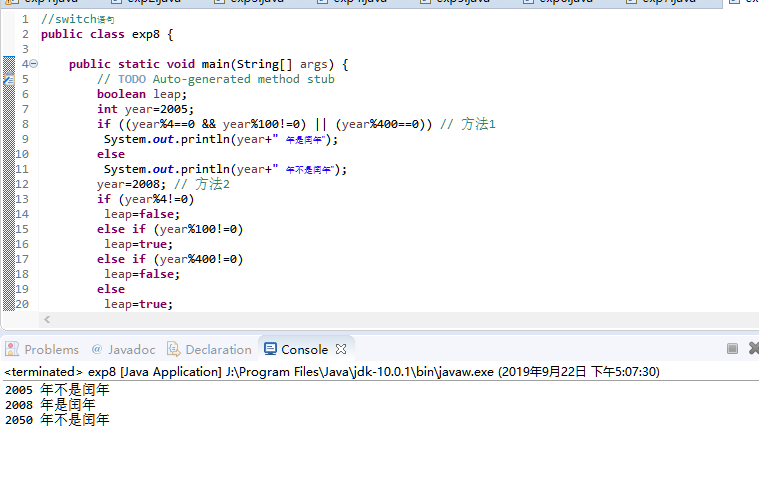 1 //switch语句
2 public class exp8 {
3
4 public static void main(String[] args) {
5 // TODO Auto-generated method stub
6 boolean leap;
7 int year=2005;
8 if ((year%4==0 && year%100!=0) || (year%400==0)) // 方法1
9 System.out.println(year+" 年是闰年");
10 else
11 System.out.println(year+" 年不是闰年");
12 year=2008; // 方法2
13 if (year%4!=0)
14 leap=false;
15 else if (year%100!=0)
16 leap=true;
17 else if (year%400!=0)
18 leap=false;
19 else
20 leap=true;
Problems @ Javadoc Declaration Console
<terminated> exp8 [Java Application] J:\Program Files\Java\jdk-10.0.1\bin\javaw.exe (2019年9月22日 下午5:07:30)
2005 年不是闰年
2008 年是闰年
2050 年不是闰年